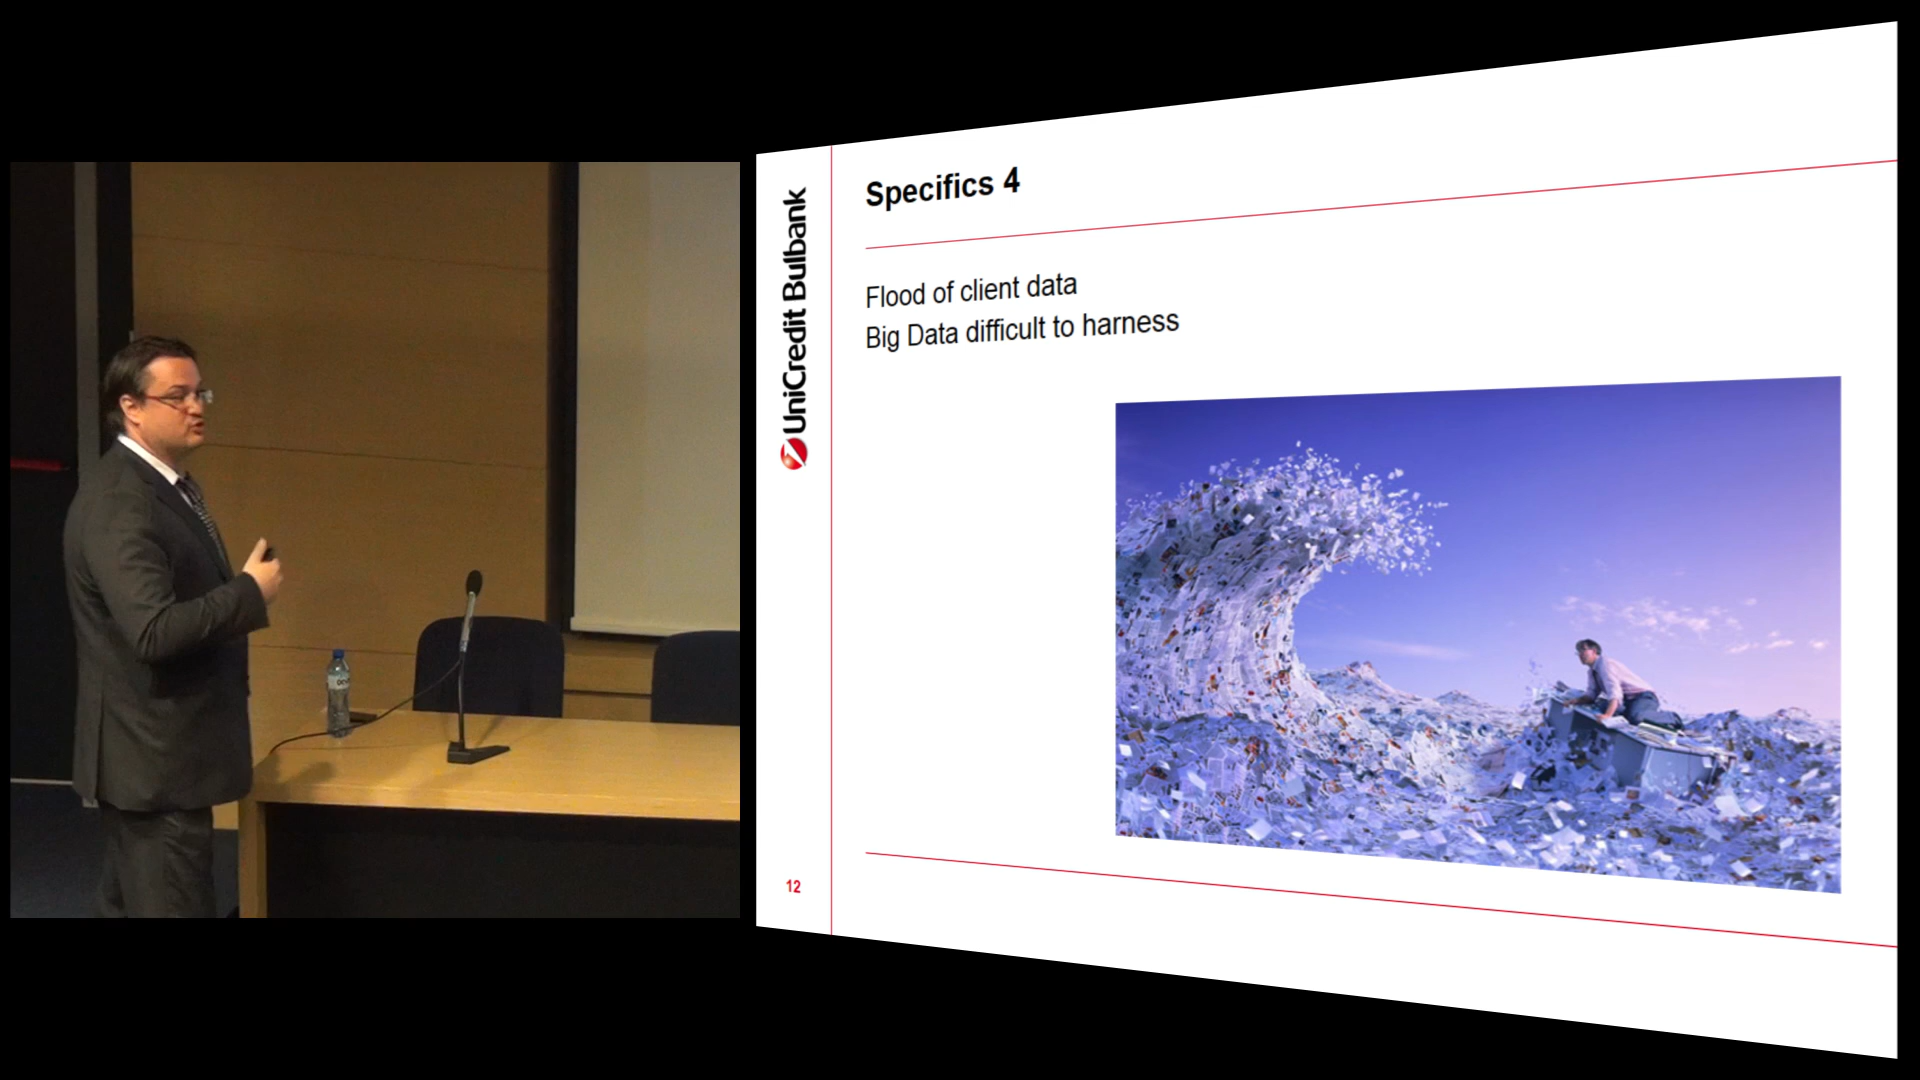 UniCredit Bulbank
Specifics 4
Flood of client data
Big Data difficult to harness
12